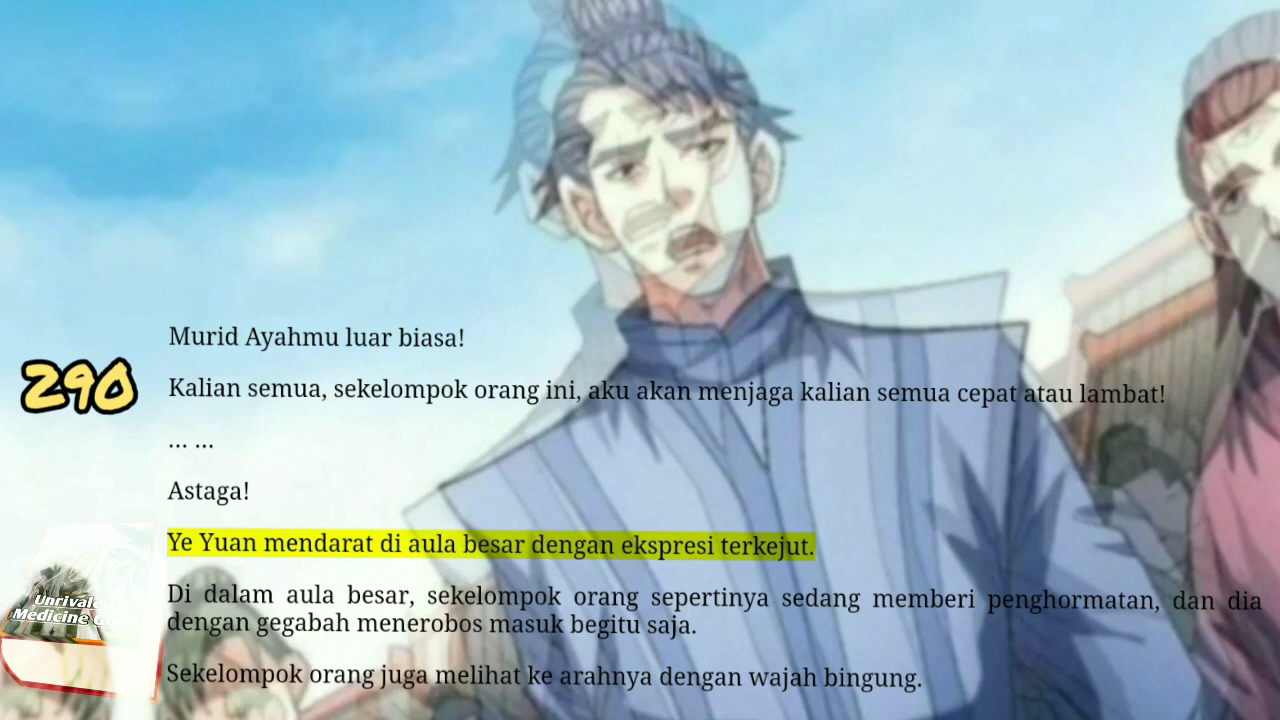 Murid Ayahmu luar biasa!
290
Kalian semua, sekelompok orang ini, aku akan menjaga kalian semua cepat atau lambat!
... ...
Astaga!
Ye Yuan mendarat di aula besar dengan ekspresi terkejut.
Di dalam aula besar, sekelompok orang sepertinya sedang memberi penghormatan, dan dia
dengan gegabah menerobos masuk begitu saja.
Unrivaled
Medicine
Sekelompok orang juga melihat ke arahnya dengan wajah bingung.